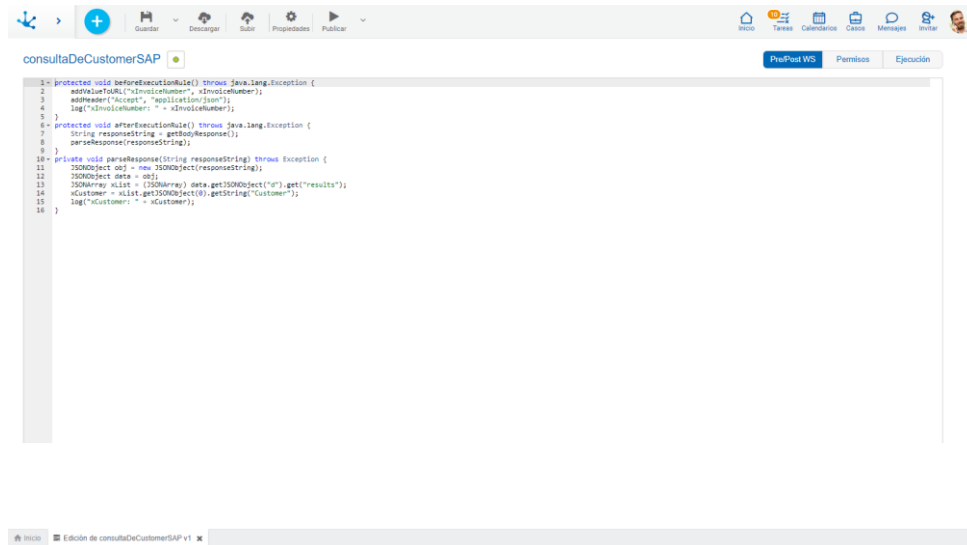 Guardar Descargar Subir Propiedades Publicar
10
Inicio Tareas Calendarios Casos Mensajes Invitar
consultaDeCustomerSAP
Pre/Post WS Permisos Ejecución
1 protected void beforeExecutionRule() throws java.lang.Exception {
2 addValueToURL("xInvoiceNumber", xInvoiceNumber);
3 addHeader("Accept", "application/json");
4 log("xInvoiceNumber: " + xInvoiceNumber);
5 }
6 protected void afterExecutionRule() throws java.lang.Exception {
7 String responseString = getBodyResponse();
8 parseResponse(responseString);
9 }
10 private void parseResponse(String responseString) throws Exception {
11 JSONObject obj = new JSONObject(responseString);
12 JSONObject data = obj;
13 JSONArray xList = (JSONArray) data.getJSONObject("d").get("results");
14 xCustomer = xList.getJSONObject(0).getString("Customer");
15 log("xCustomer: " + xCustomer);
16 }
Inicio Edición de consultaDeCustomerSAP v1